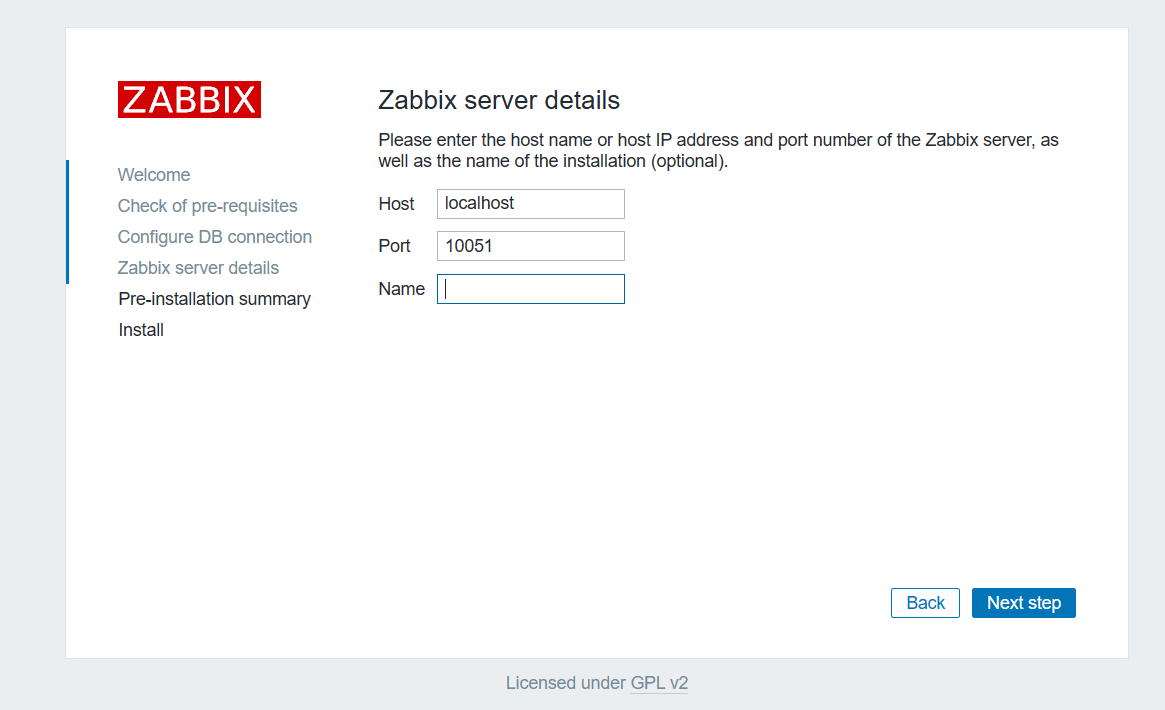 ZABBIX
Welcome
Check of pre-requisites
Configure DB connection
Zabbix server details
Pre-installation summary
Install
Zabbix server details
Please enter the host name or host IP address and port number of the Zabbix server, as
well as the name of the installation (optional).
Host localhost
Port 10051
Name
Back Next step
Licensed under GPL v2